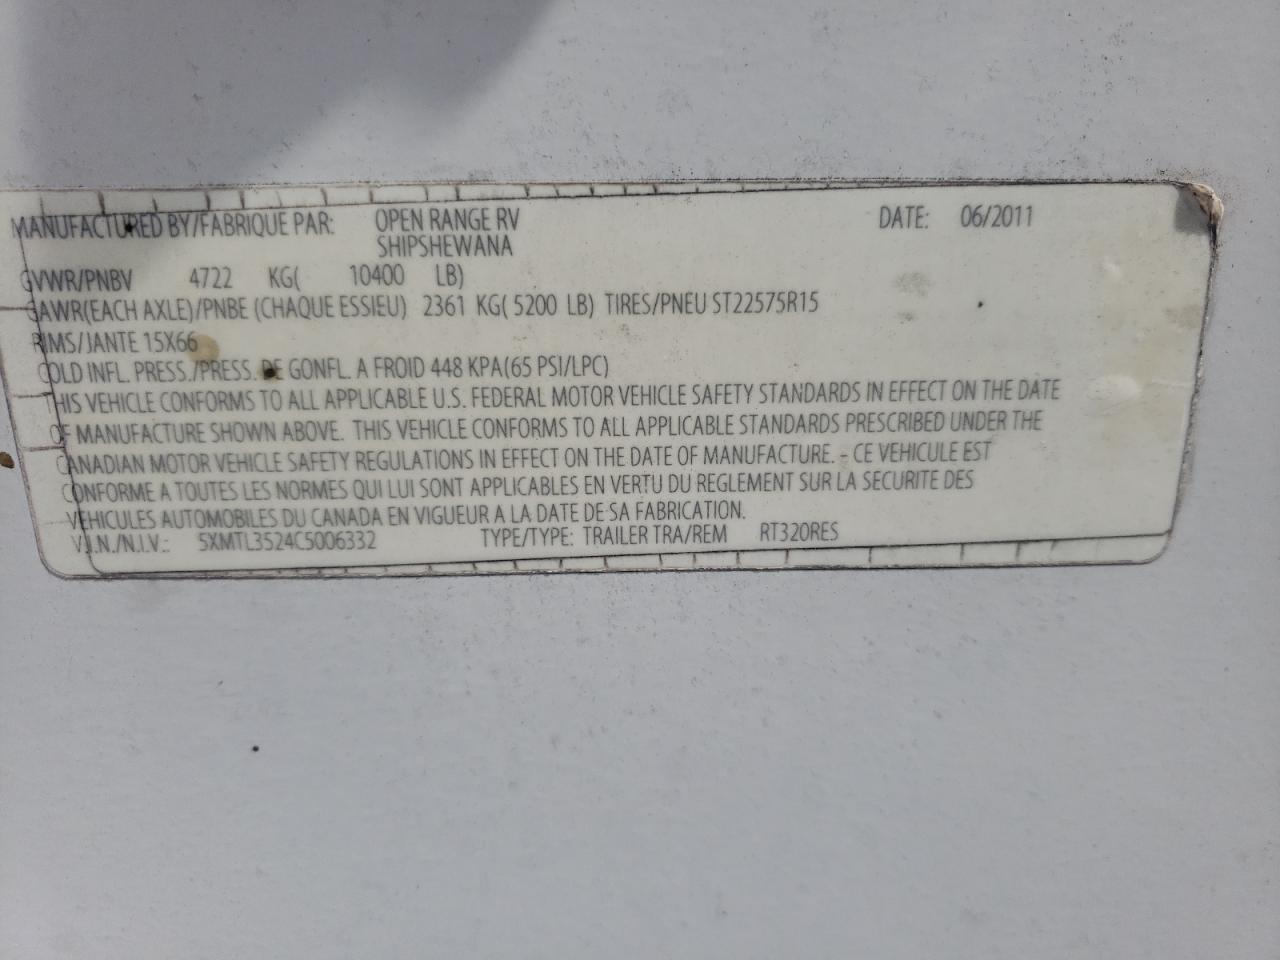 MANUFACTURED BY/FABRIQUE PAR: OPEN RANGE RV DATE: 06/2011
SHIPSHEWANA
GVWR/PNBV 4722 KG( 10400 LB)
GAWR(EACH AXLE)/PNBE (CHAQUE ESSIEU) 2361 KG( 5200 LB) TIRES/PNEU ST22575R15
RIMS/JANTE 15X66
COLD INFL. PRESS./PRESS. DE GONFL. A FROID 448 KPA(65 PSI/LPC)
THIS VEHICLE CONFORMS TO ALL APPLICABLE U.S. FEDERAL MOTOR VEHICLE SAFETY STANDARDS IN EFFECT ON THE DATE
OF MANUFACTURE SHOWN ABOVE. THIS VEHICLE CONFORMS TO ALL APPLICABLE STANDARDS PRESCRIBED UNDER THE
CANADIAN MOTOR VEHICLE SAFETY REGULATIONS IN EFFECT ON THE DATE OF MANUFACTURE. - CE VEHICULE EST
CONFORME A TOUTES LES NORMES QUI LUI SONT APPLICABLES EN VERTU DU REGLEMENT SUR LA SECURITE DES
VEHICULES AUTOMOBILES DU CANADA EN VIGUEUR A LA DATE DE SA FABRICATION.
V.I.N./N.I.V.: 5XMTL3524C5006332 TYPE/TYPE: TRAILER TRA/REM RT320RES